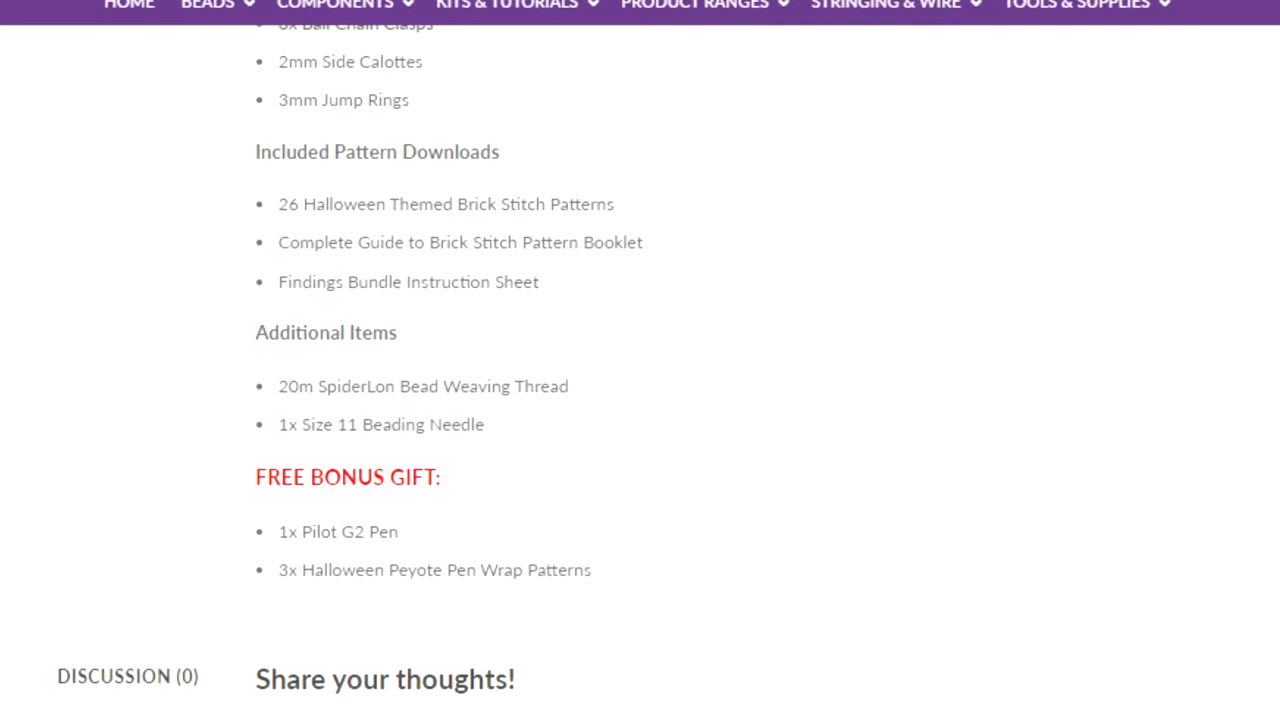 HOME BEADS COMPONENTS KITS & TUTORIALS PRODUCT RANGES STRINGING & WIRE TOOLS & SUPPLIES
Ball Chain Clasps
2mm Side Calottes
3mm Jump Rings
Included Pattern Downloads
26 Halloween Themed Brick Stitch Patterns
Complete Guide to Brick Stitch Pattern Booklet
Findings Bundle Instruction Sheet
Additional Items
20m SpiderLon Bead Weaving Thread
1x Size 11 Beading Needle
FREE BONUS GIFT:
1x Pilot G2 Pen
3x Halloween Peyote Pen Wrap Patterns
DISCUSSION (0) Share your thoughts!